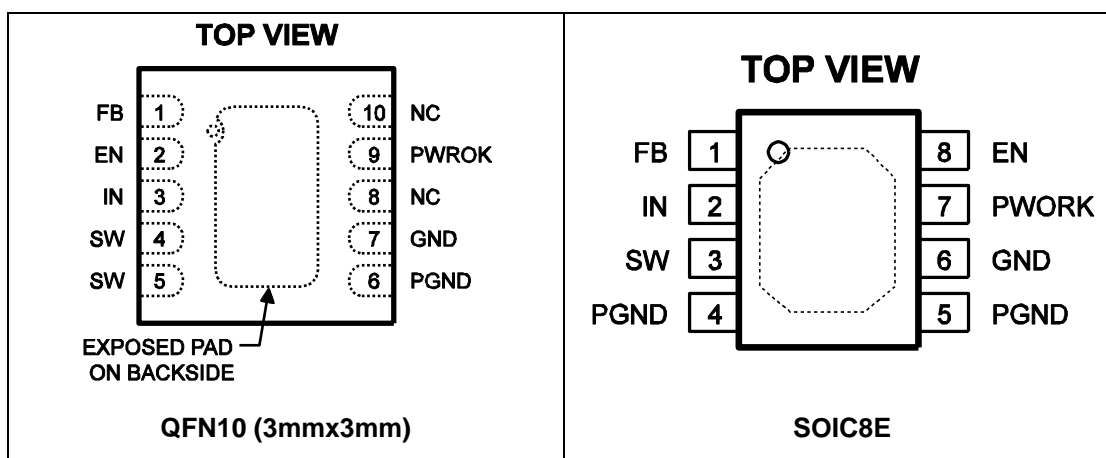 TOP VIEW
FB 1 10 NC
EN 2 9 PWROK
IN 3 8 NC
SW 4 7 GND
SW 5 6 PGND
EXPOSED PAD
ON BACKSIDE
QFN10 (3mmx3mm)
TOP VIEW
FB 1 8 EN
IN 2 7 PWORK
SW 3 6 GND
PGND 4 5 PGND
SOIC8E